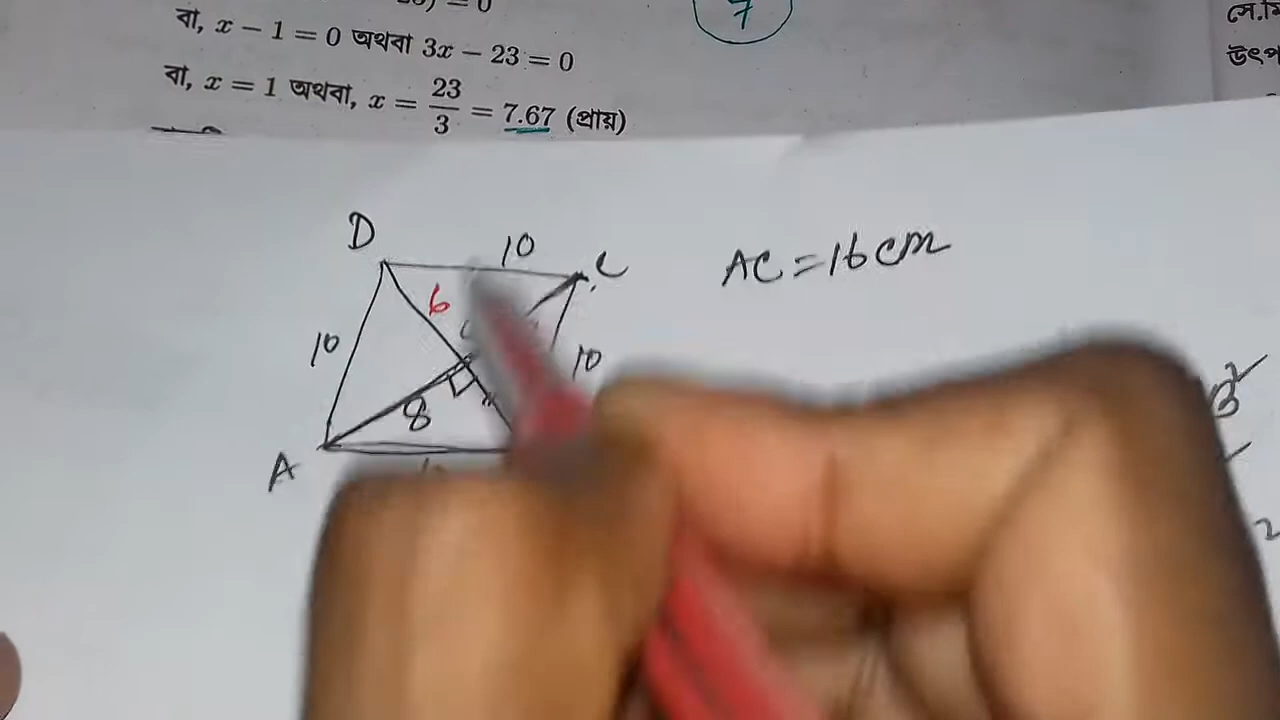 = 0
বা, x − 1 = 0 অথবা 3x − 23 = 0
বা, x = 1 অথবা, x = 23/3 = 7.67 (প্রায়)
7
সে.মি
D 10 C
AC = 16 cm
6
10 10
8
A